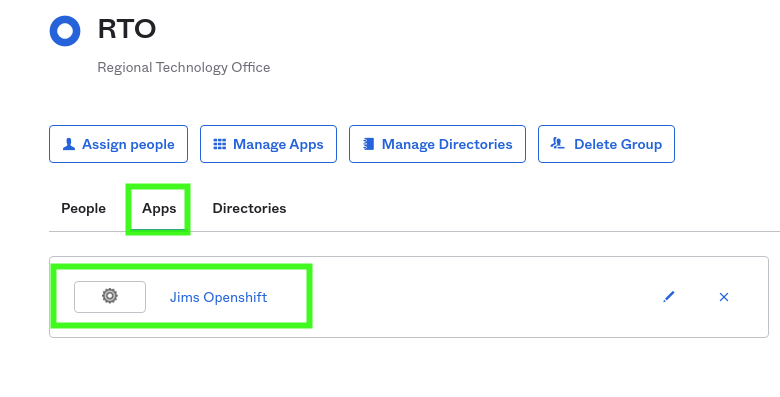 RTO
Regional Technology Office
Assign people Manage Apps Manage Directories Delete Group
People Apps Directories
Jims Openshift